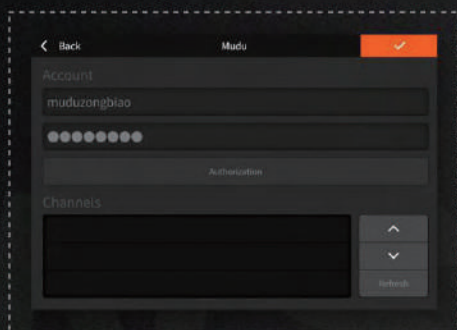 Back Mudu
Account
muduzongbiao
●●●●●●●●
Authorization
Channels
Refresh